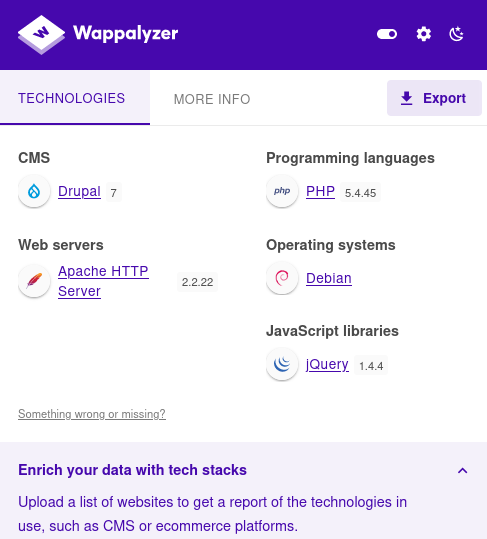 Wappalyzer
TECHNOLOGIES
MORE INFO
Export
CMS
Drupal 7
Web servers
Apache HTTP
Server
2.2.22
Programming languages
php PHP 5.4.45
Operating systems
Debian
JavaScript libraries
jQuery 1.4.4
Something wrong or missing?
Enrich your data with tech stacks
Upload a list of websites to get a report of the technologies in
use, such as CMS or ecommerce platforms.